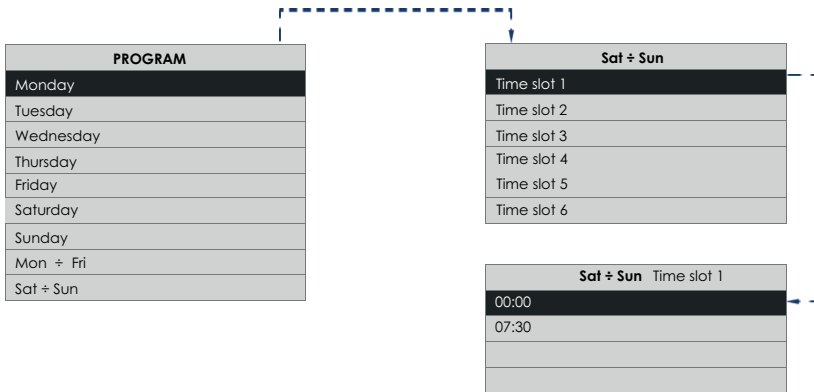 PROGRAM
Monday
Tuesday
Wednesday
Thursday
Friday
Saturday
Sunday
Mon ÷ Fri
Sat ÷ Sun
Sat ÷ Sun
Time slot 1
Time slot 2
Time slot 3
Time slot 4
Time slot 5
Time slot 6
Sat ÷ Sun Time slot 1
00:00
07:30